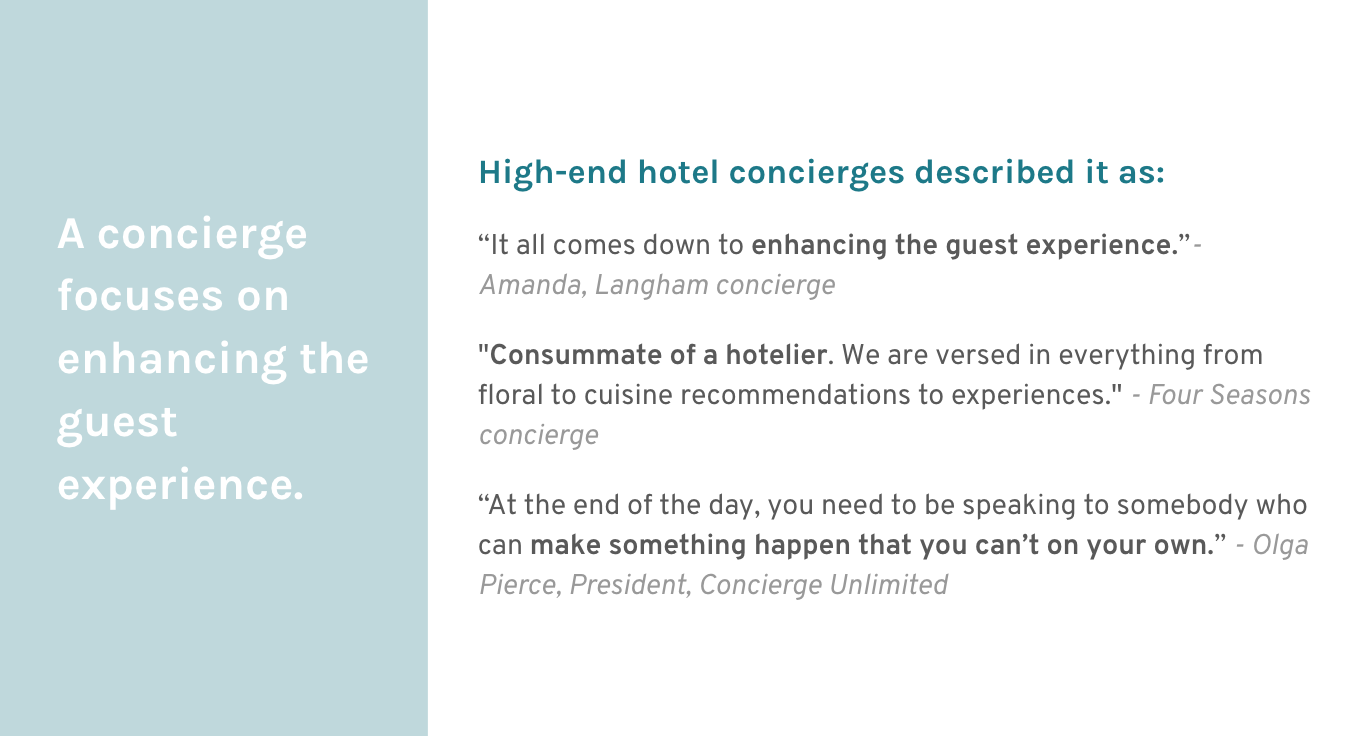 A concierge
focuses on
enhancing the
guest
experience.
High-end hotel concierges described it as:
“It all comes down to enhancing the guest experience.”-
Amanda, Langham concierge
"Consummate of a hotelier. We are versed in everything from
floral to cuisine recommendations to experiences." - Four Seasons
concierge
“At the end of the day, you need to be speaking to somebody who
can make something happen that you can’t on your own.” - Olga
Pierce, President, Concierge Unlimited